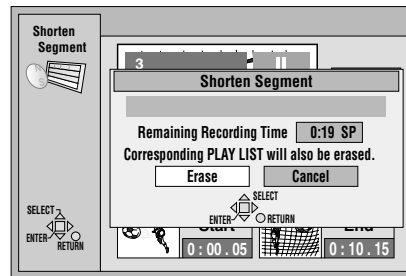 Shorten
Segment
3
Shorten Segment
Remaining Recording Time 0:19 SP
Corresponding PLAY LIST will also be erased.
Erase Cancel
SELECT
ENTER RETURN
SELECT
ENTER
RETURN
Start End
0 : 00 . 05 0 : 10 . 15